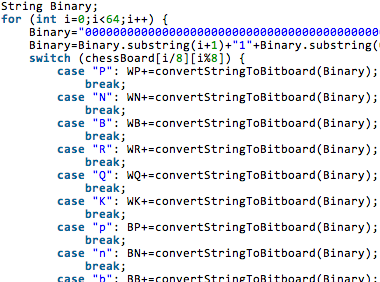 String Binary;
for (int i=0;i<64;i++) {
Binary="000000000000000000000000000000000000000000
Binary=Binary.substring(i+1)+"1"+Binary.substring(
switch (chessBoard[i/8][i%8]) {
case "P": WP+=convertStringToBitboard(Binary);
break;
case "N": WN+=convertStringToBitboard(Binary);
break;
case "B": WB+=convertStringToBitboard(Binary);
break;
case "R": WR+=convertStringToBitboard(Binary);
break;
case "Q": WQ+=convertStringToBitboard(Binary);
break;
case "K": WK+=convertStringToBitboard(Binary);
break;
case "p": BP+=convertStringToBitboard(Binary);
break;
case "n": BN+=convertStringToBitboard(Binary);
break;
case "b": BB+=convertStringToBitboard(Binary);